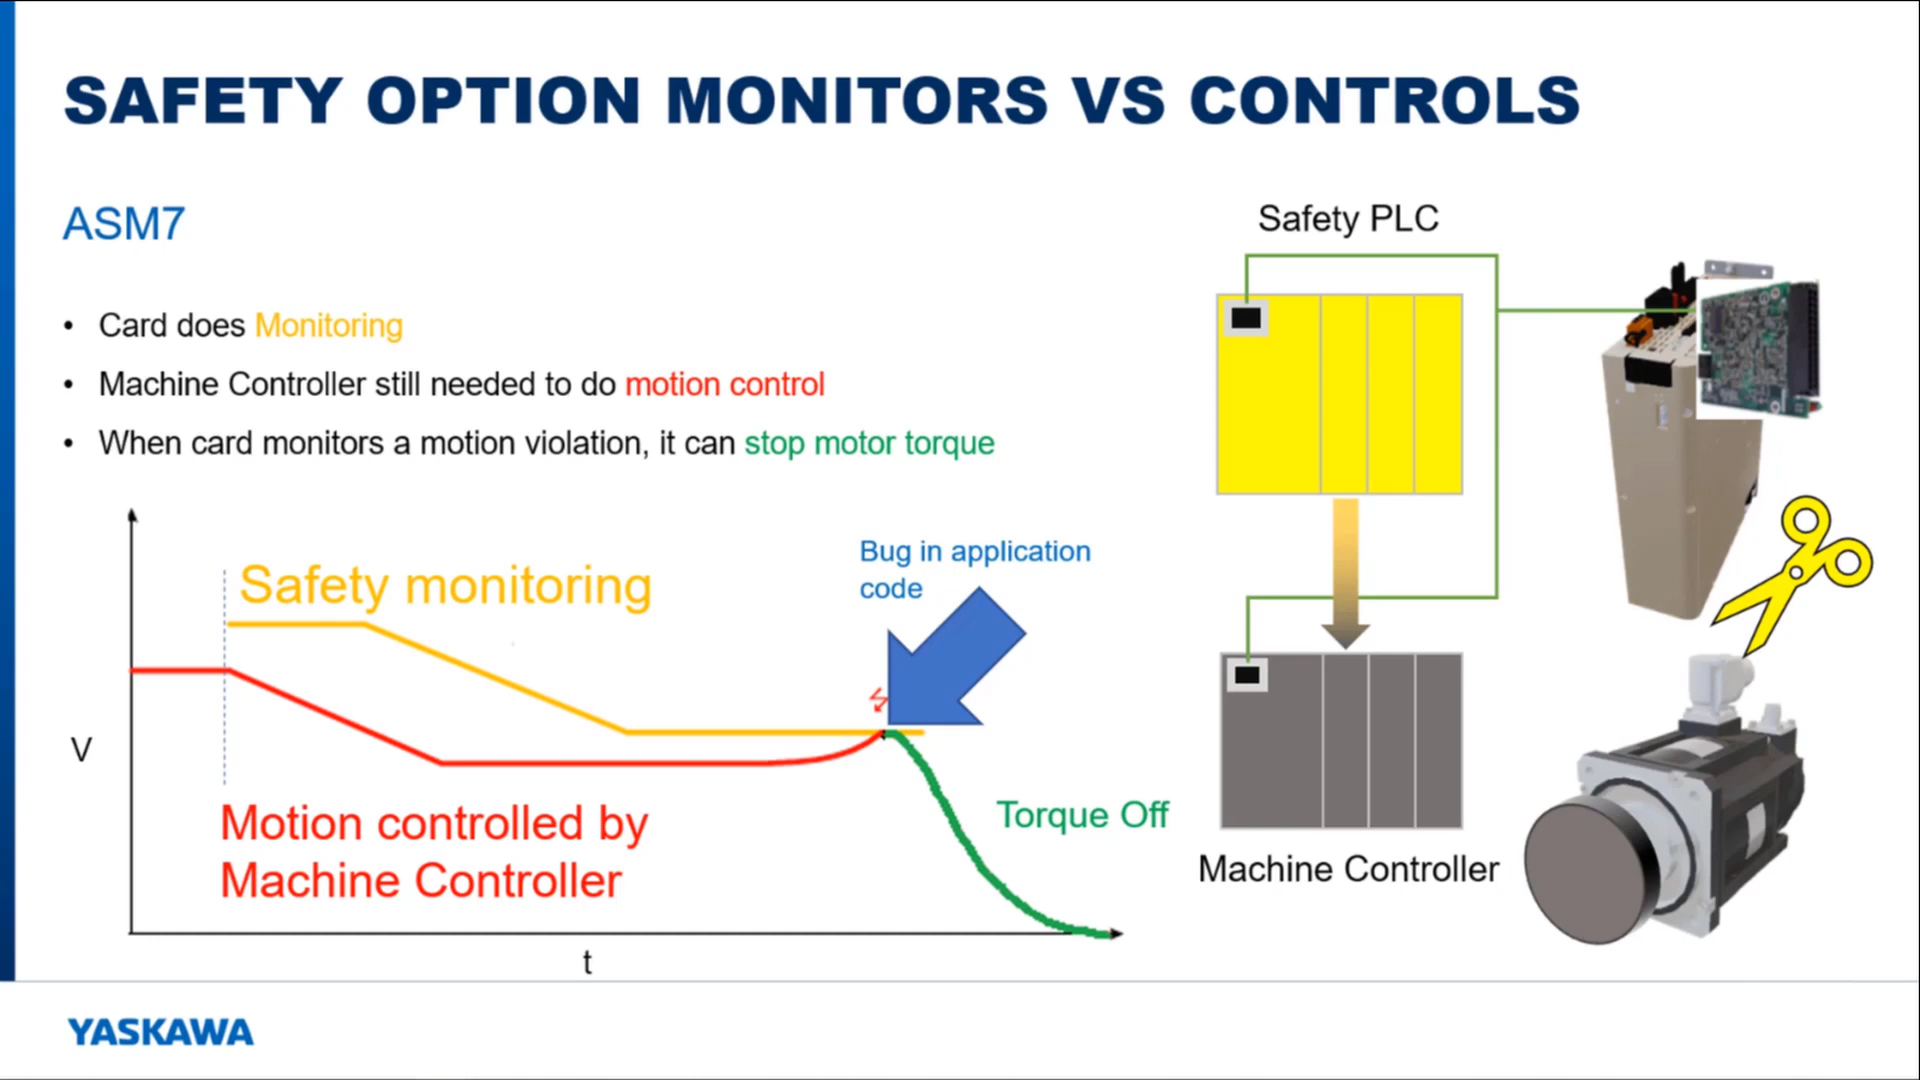 SAFETY OPTION MONITORS VS CONTROLS
ASM7
• Card does Monitoring
• Machine Controller still needed to do motion control
• When card monitors a motion violation, it can stop motor torque
Safety PLC
Bug in application
code
Safety monitoring
V
Motion controlled by
Machine Controller
Torque Off
Machine Controller
t
YASKAWA